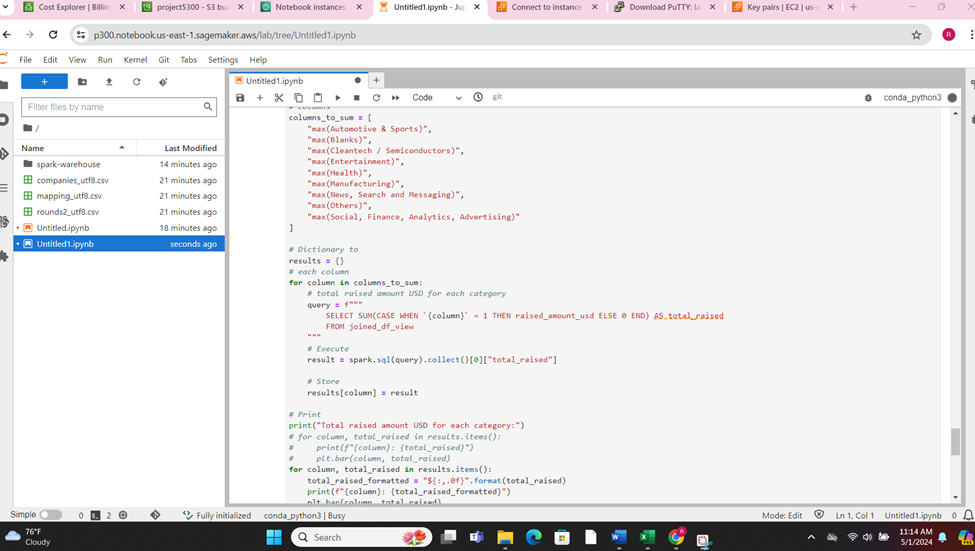 Cost Explorer | Billing
project5300 - S3 bu
Notebook instances
Untitled1.ipynb - Jup
Connect to instance
Download PuTTY: la
Key pairs | EC2 | us-
p300.notebook.us-east-1.sagemaker.aws/lab/tree/Untitled1.ipynb
R
File Edit View Run Kernel Git Tabs Settings Help
Untitled1.ipynb
Code git conda_python3
Filter files by name
/
Name Last Modified
spark-warehouse 14 minutes ago
companies_utf8.csv 21 minutes ago
mapping_utf8.csv 21 minutes ago
rounds2_utf8.csv 21 minutes ago
Untitled.ipynb 18 minutes ago
Untitled1.ipynb seconds ago
# Columns
columns_to_sum = [
"max(Automotive & Sports)",
"max(Blanks)",
"max(Cleantech / Semiconductors)",
"max(Entertainment)",
"max(Health)",
"max(Manufacturing)",
"max(News, Search and Messaging)",
"max(Others)",
"max(Social, Finance, Analytics, Advertising)"
]
# Dictionary to
results = {}
# each column
for column in columns_to_sum:
# total raised amount USD for each category
query = f"""
SELECT SUM(CASE WHEN `{column}` = 1 THEN raised_amount_usd ELSE 0 END) AS total_raised
FROM joined_df_view
"""
# Execute
result = spark.sql(query).collect()[0]["total_raised"]
# Store
results[column] = result
# Print
print("Total raised amount USD for each category:")
# for column, total_raised in results.items():
# print(f"{column}: {total_raised}")
# plt.bar(column, total_raised)
for column, total_raised in results.items():
total_raised_formatted = "${:,.0f}".format(total_raised)
print(f"{column}: {total_raised_formatted}")
plt.bar(column, total_raised)
Simple 0 2 Fully initialized conda_python3 | Busy Mode: Edit Ln 1, Col 1 Untitled1.ipynb 0
76°F
Cloudy
Search
11:14 AM
5/1/2024